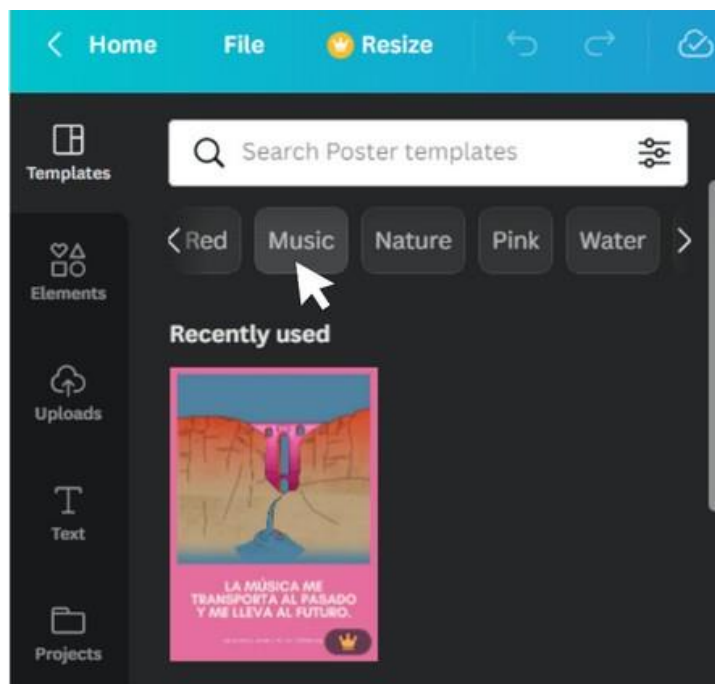 Home File Resize
Templates
Search Poster templates
Red Music Nature Pink Water
Elements
Recently used
Uploads
Text
LA MÚSICA ME
TRANSPORTA AL PASADO
Y ME LLEVA AL FUTURO.
Projects